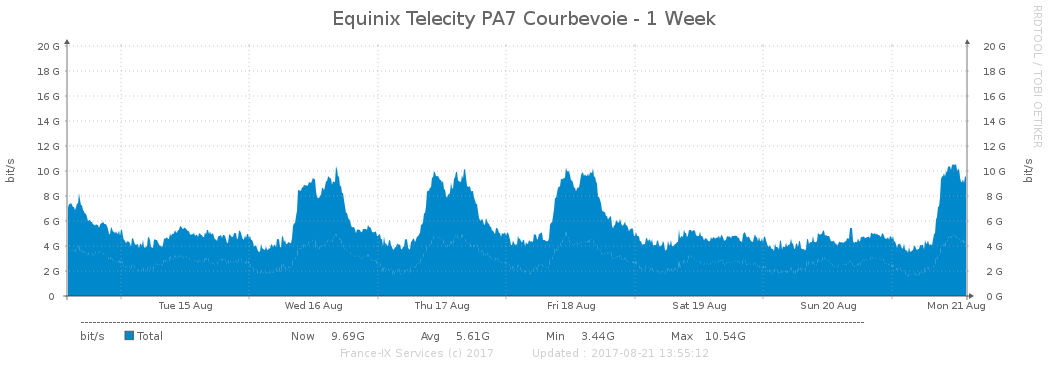 Equinix Telecity PA7 Courbevoie - 1 Week
RRDTOOL / TOBI OETIKER
bit/s
bit/s
20 G 20 G
18 G 18 G
16 G 16 G
14 G 14 G
12 G 12 G
10 G 10 G
8 G 8 G
6 G 6 G
4 G 4 G
2 G 2 G
0 0 G
Tue 15 Aug Wed 16 Aug Thu 17 Aug Fri 18 Aug Sat 19 Aug Sun 20 Aug Mon 21 Aug
bit/s Total Now 9.69G Avg 5.61G Min 3.44G Max 10.54G
France-IX Services (c) 2017 Updated : 2017-08-21 13:55:12